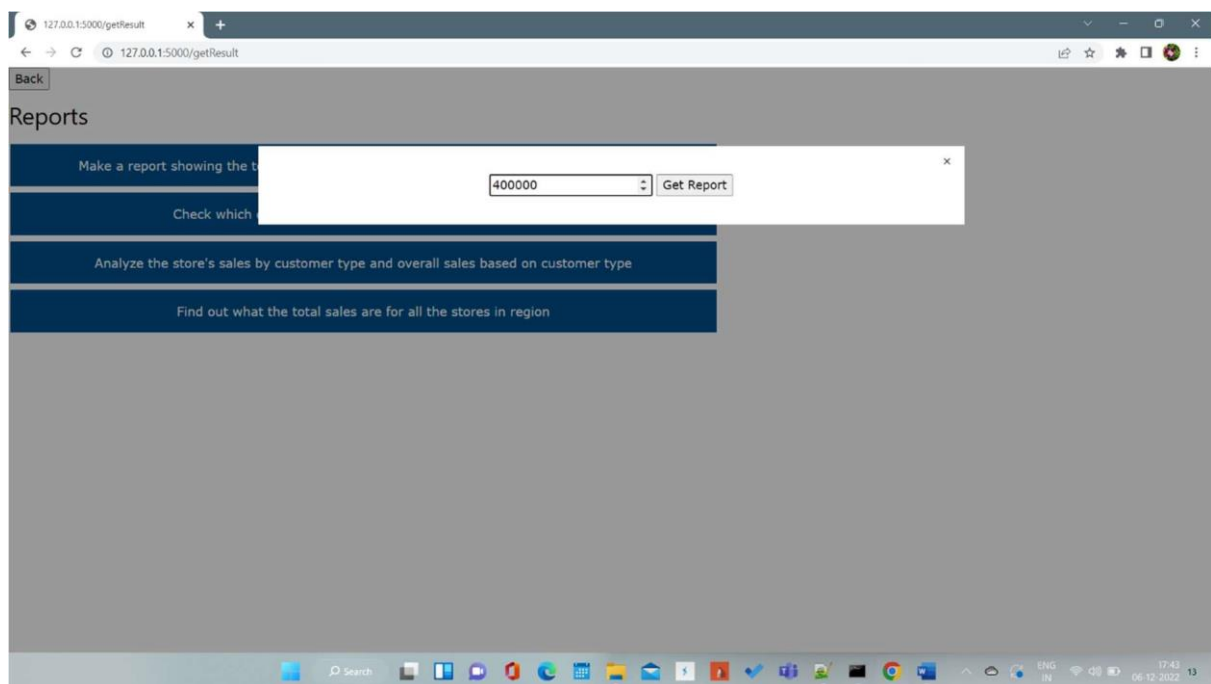 127.0.0.1:5000/getResult
127.0.0.1:5000/getResult
Back
Reports
Make a report showing the t
400000
Get Report
Check which
Analyze the store's sales by customer type and overall sales based on customer type
Find out what the total sales are for all the stores in region
Search
ENG
IN
17:43
06-12-2022
13